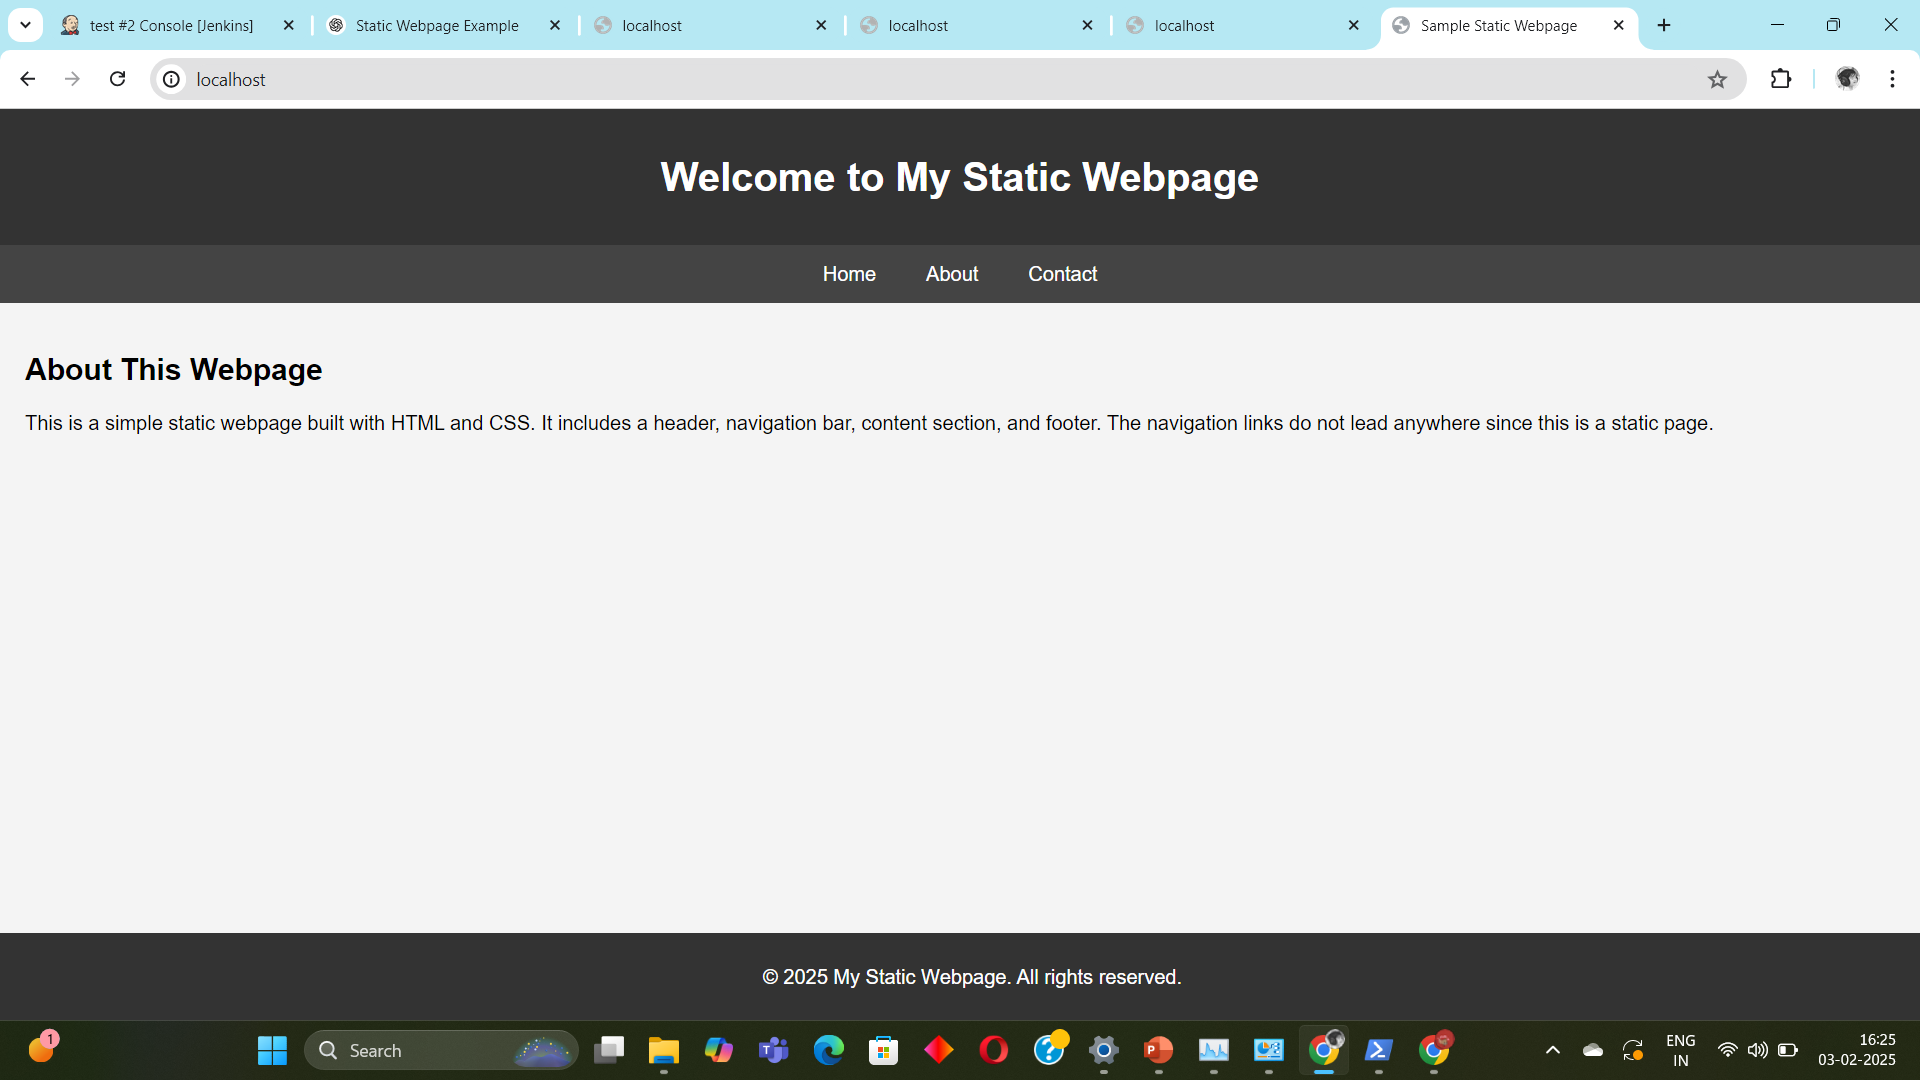 test #2 Console [Jenkins]
Static Webpage Example
localhost
localhost
localhost
Sample Static Webpage
localhost
Welcome to My Static Webpage
Home About Contact
About This Webpage
This is a simple static webpage built with HTML and CSS. It includes a header, navigation bar, content section, and footer. The navigation links do not lead anywhere since this is a static page.
© 2025 My Static Webpage. All rights reserved.
1
Search
ENG
IN
16:25
03-02-2025